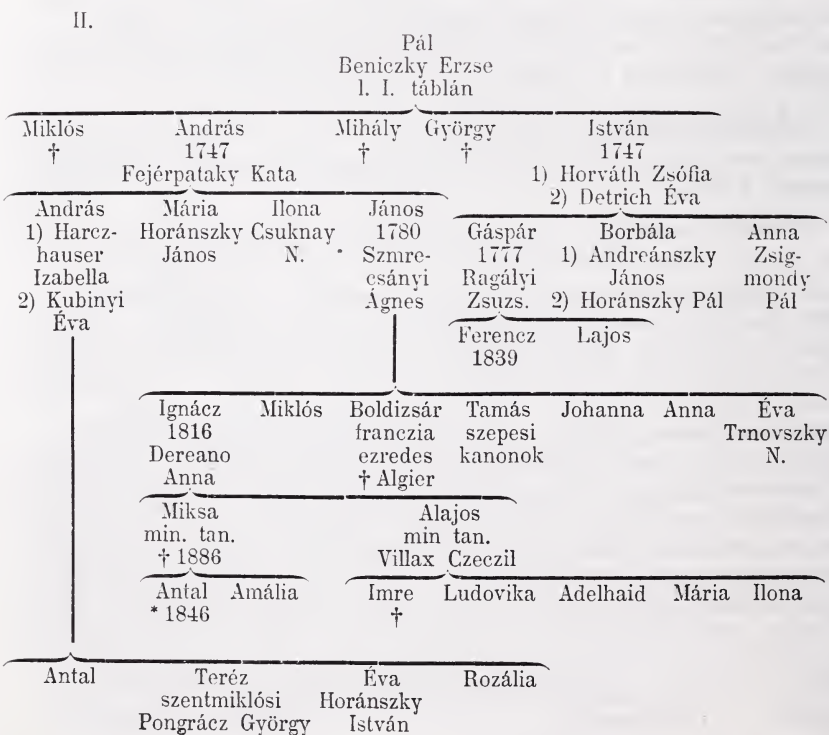 II.
Pál
Beniczky Erzse
l. I. táblán
Miklós András Mihály György István
† 1747 † † 1747
Fejérpataky Kata 1) Horváth Zsófia
2) Detrich Éva
András Mária Ilona János Gáspár Borbála Anna
1) Harcz- Horánszky Csuknay 1780 1777 1) Andreánszky Zsig-
hauser János N. Szmre- Ragályi János mondy
Izabella csányi Zsuzs. 2) Horánszky Pál Pál
2) Kubinyi Ágnes
Éva
Ferencz Lajos
1839
Ignácz Miklós Boldizsár Tamás Johanna Anna Éva
1816 franczia szepesi Trnovszky
Dereano ezredes kanonok N.
Anna † Algier
Miksa Alajos
min. tan. min tan.
† 1886 Villax Czeczil
Antal Amália Imre Ludovika Adelhaid Mária Ilona
* 1846 †
Antal Teréz Éva Rozália
szentmiklósi Horánszky
Pongrácz György István